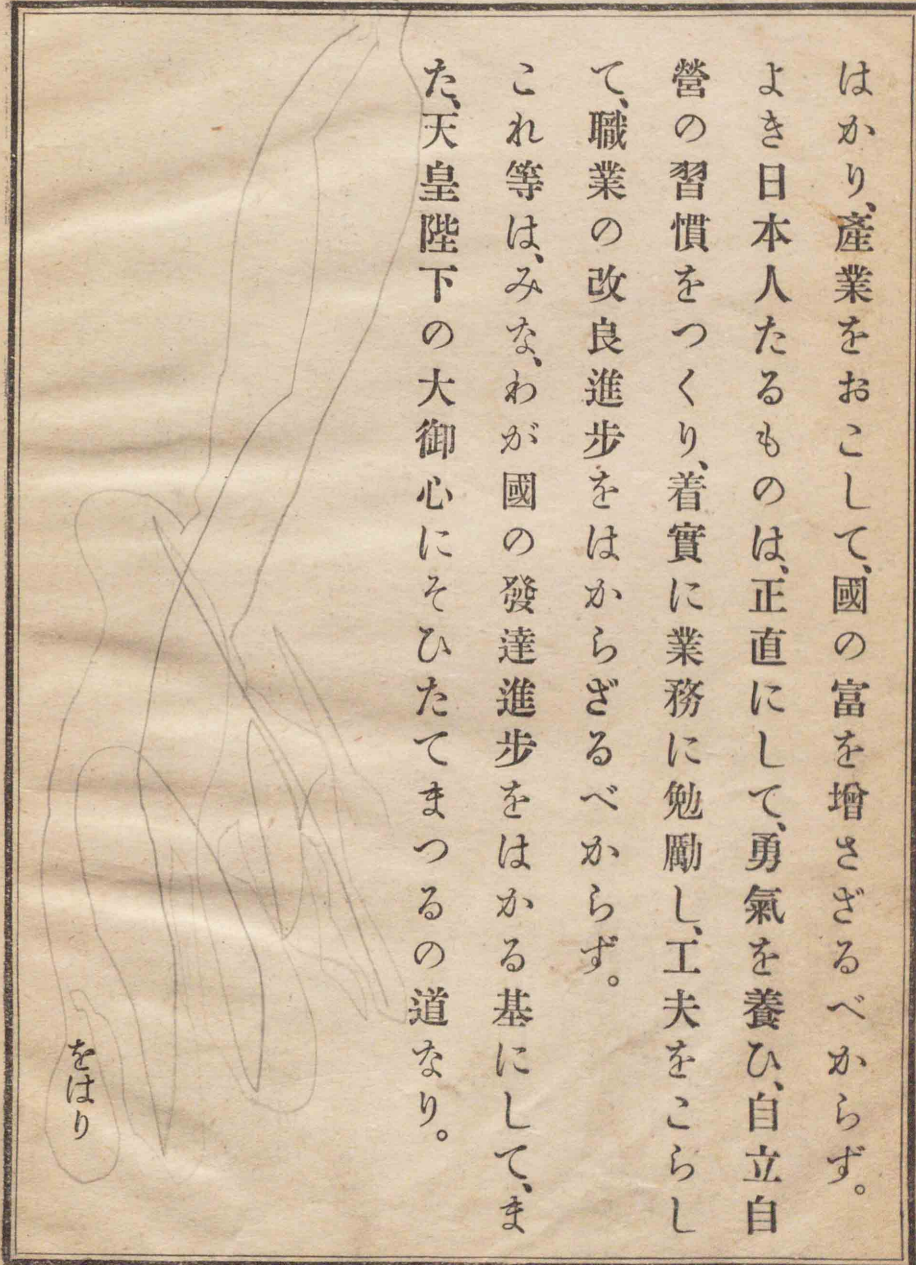 はかり、產業をおこして、國の富を增さざるべからず。
よき日本人たるものは、正直にして、勇氣を養ひ、自立自
營の習慣をつくり、着實に業務に勉勵し、工夫をこらし
て、職業の改良進步をはからざるべからず。
これ等は、みな、わが國の發達進步をはかる基にして、ま
た、天皇陛下の大御心にそひたてまつるの道なり。
をはり